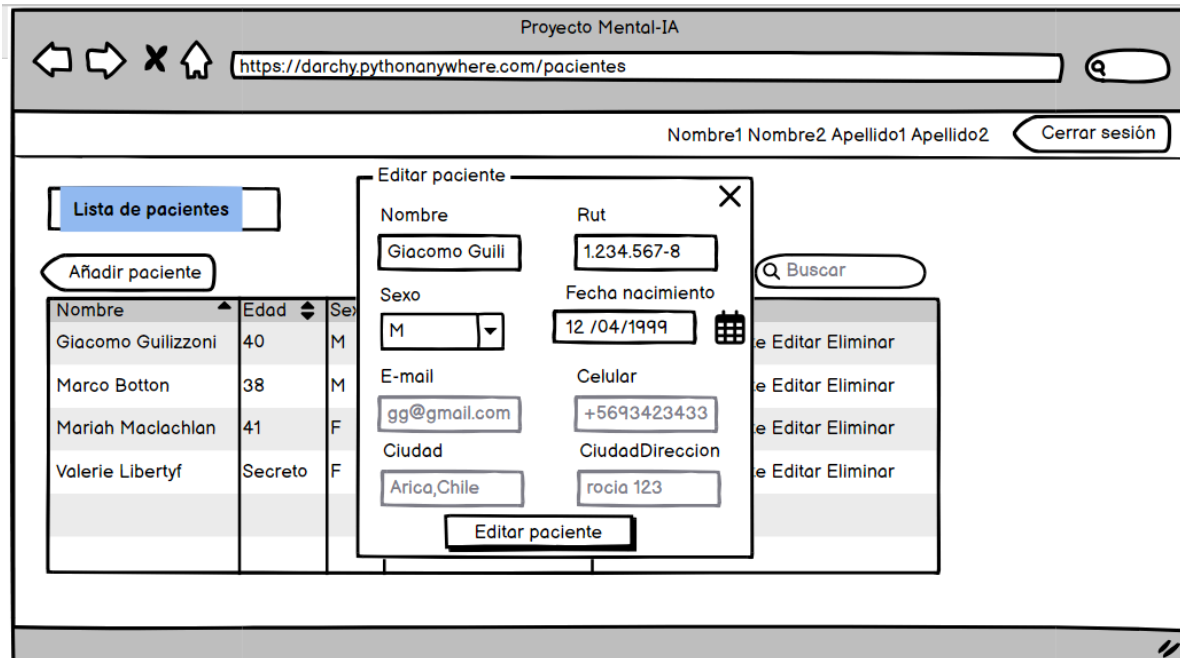 Proyecto Mental-IA
https://darchy.pythonanywhere.com/pacientes
Nombre1 Nombre2 Apellido1 Apellido2
Cerrar sesión
Lista de pacientes
Añadir paciente
Buscar
Nombre Edad
Giacomo Guilizzoni 40 M Editar Eliminar
Marco Botton 38 M Editar Eliminar
Mariah Maclachlan 41 F Editar Eliminar
Valerie Libertyf Secreto F Editar Eliminar
Editar paciente
Nombre Rut
Giacomo Guili 1.234.567-8
Sexo Fecha nacimiento
M 12 /04/1999
E-mail Celular
gg@gmail.com +5693423433
Ciudad CiudadDireccion
Arica,Chile rocia 123
Editar paciente